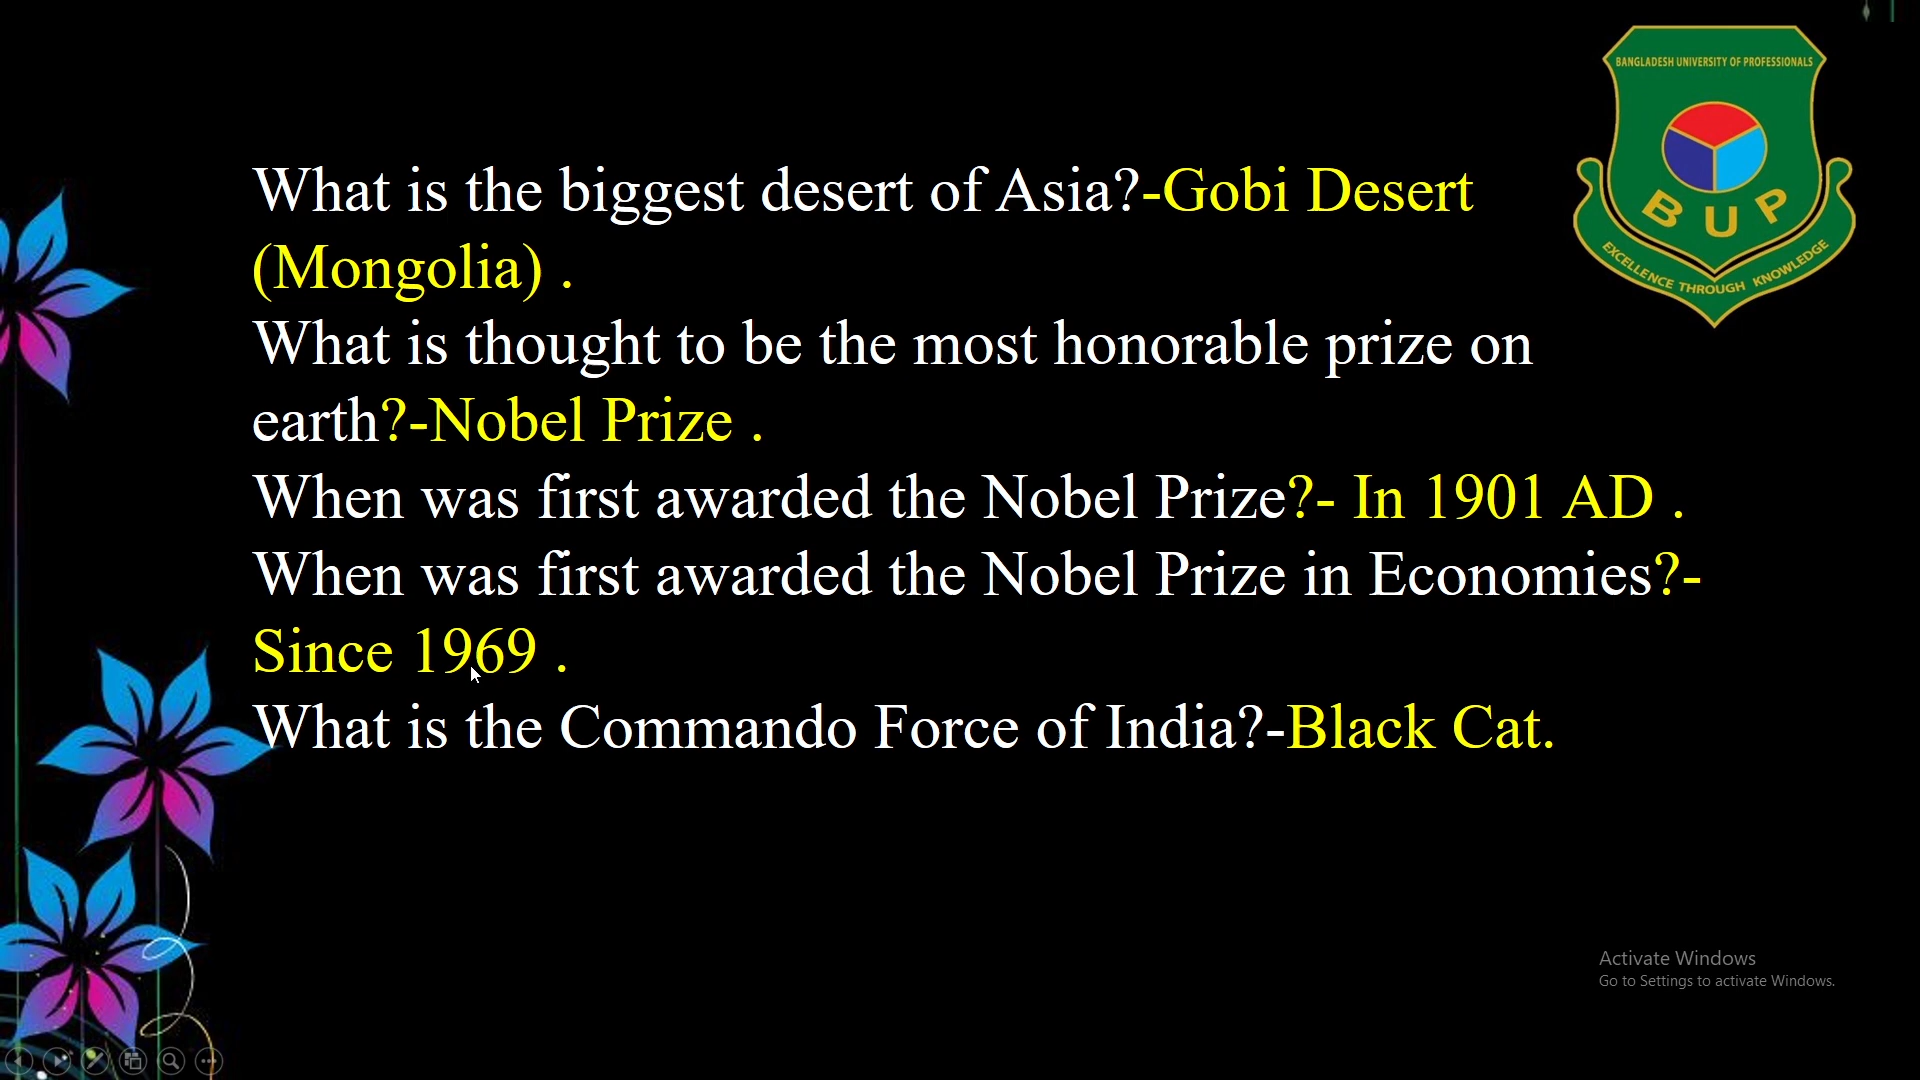 BANGLADESH UNIVERSITY OF PROFESSIONALS
BUP
EXCELLENCE THROUGH KNOWLEDGE
What is the biggest desert of Asia?-Gobi Desert
(Mongolia) .
What is thought to be the most honorable prize on
earth?-Nobel Prize .
When was first awarded the Nobel Prize?- In 1901 AD .
When was first awarded the Nobel Prize in Economies?-
Since 1969 .
What is the Commando Force of India?-Black Cat.
Activate Windows
Go to Settings to activate Windows.